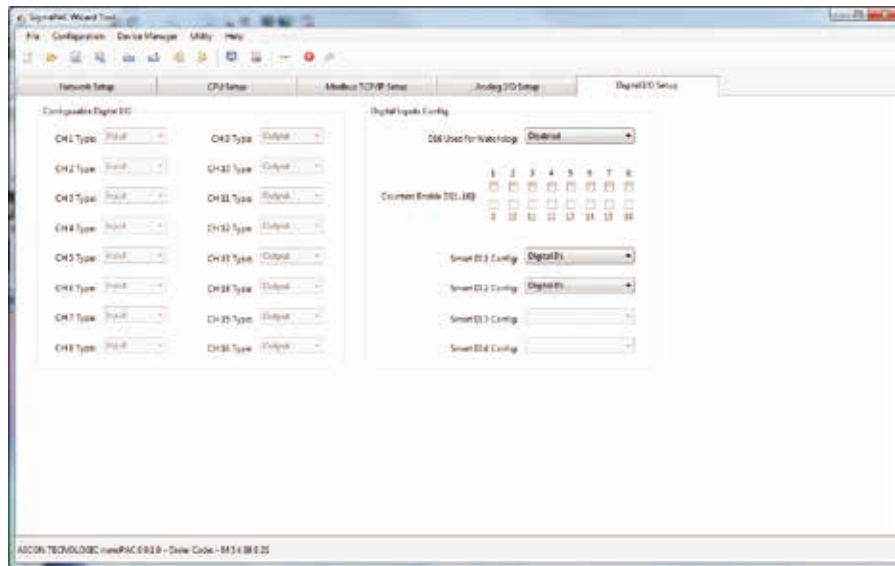 SigmaPAC Wizard Tool
File Configuration Device Manager Utility Help
Network Setup CPU Setup Modbus TCP/IP Setup Analog I/O Setup Digital I/O Setup
Configurable Digital I/O
Digital Inputs Config
CH1 Type: Input CH9 Type: Output
DI6 Used for Watchdog: Disabled
CH2 Type: Input CH10 Type: Output
1 2 3 4 5 6 7 8
CH3 Type: Input CH11 Type: Output
Counters Enable DI[1..16]:
CH4 Type: Input CH12 Type: Output
9 10 11 12 13 14 15 16
CH5 Type: Input CH13 Type: Output
Smart DI 1 Config: Digital I's
CH6 Type: Input CH14 Type: Output
Smart DI 2 Config: Digital I's
CH7 Type: Input CH15 Type: Output
Smart DI 3 Config:
CH8 Type: Input CH16 Type: Output
Smart DI 4 Config:
ASCON TECNOLOGIC nanoPAC - Order Code: